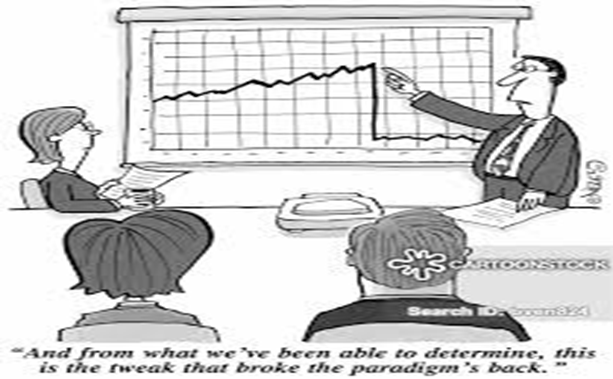 CARTOONSTOCK
Search ID:
"And from what we've been able to determine, this
is the tweak that broke the paradigm's back."